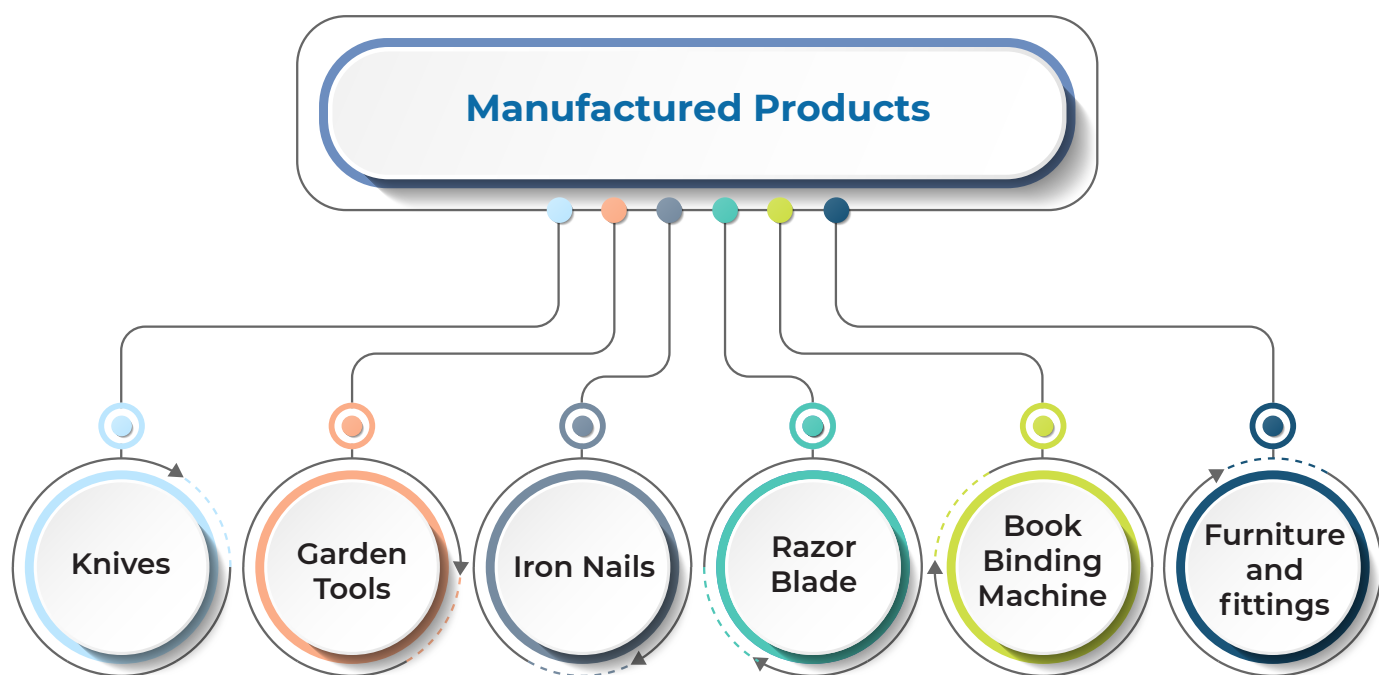 Manufactured Products
Knives
Garden
Tools
Iron Nails
Razor
Blade
Book
Binding
Machine
Furniture
and
fittings